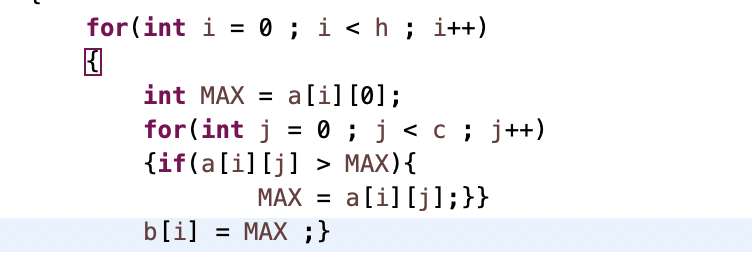 for(int i = 0 ; i < h ; i++)
{
int MAX = a[i][0];
for(int j = 0 ; j < c ; j++)
{if(a[i][j] > MAX){
MAX = a[i][j];}}
b[i] = MAX ;}